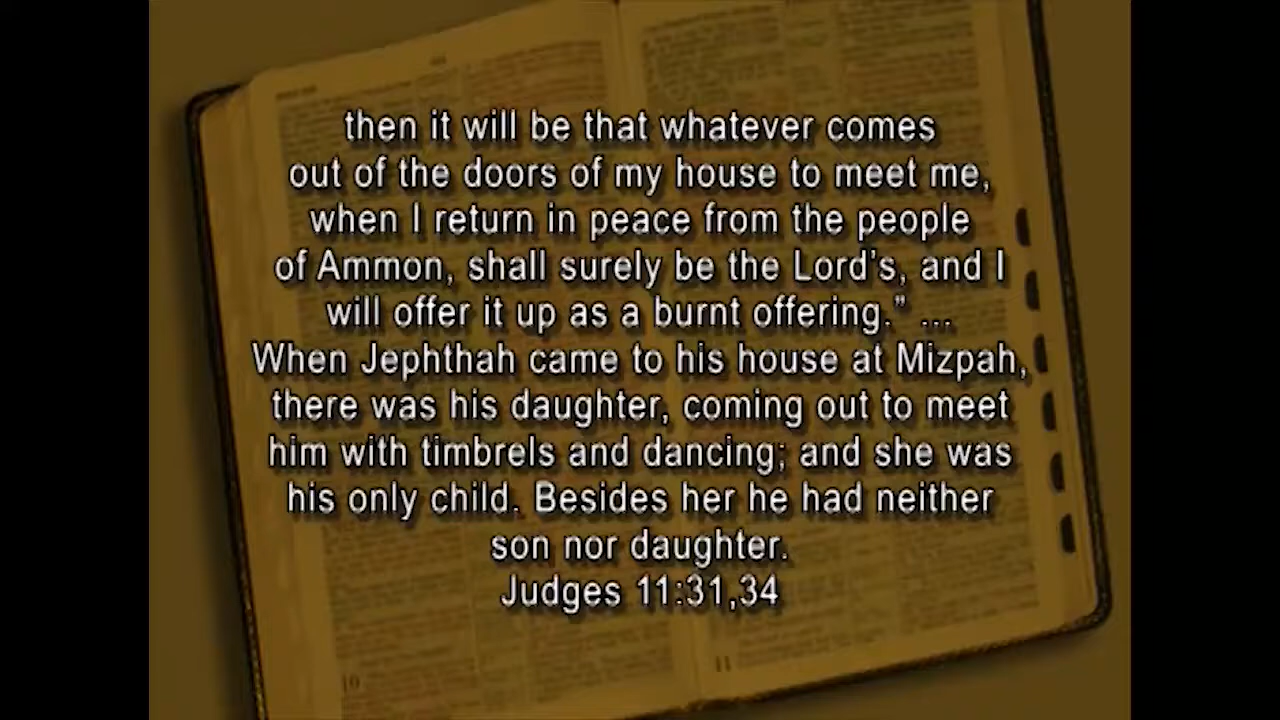 then it will be that whatever comes
out of the doors of my house to meet me,
when I return in peace from the people
of Ammon, shall surely be the Lord's, and I
will offer it up as a burnt offering.” ...
When Jephthah came to his house at Mizpah,
there was his daughter, coming out to meet
him with timbrels and dancing; and she was
his only child. Besides her he had neither
son nor daughter.
Judges 11:31,34
10
11